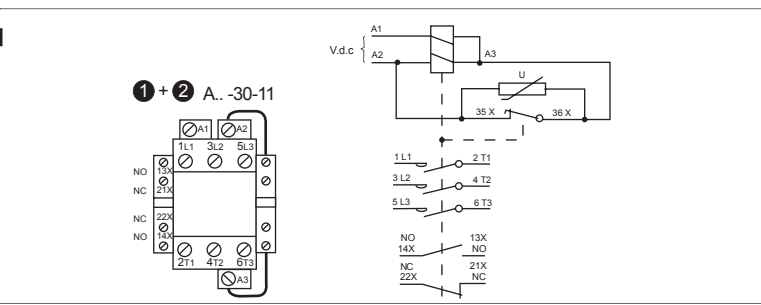 1 + 2 A.. -30-11
A1 A2
1L1 3L2 5L3
NO 13X
NC 21X
NC 22X
NO 14X
2T1 4T2 6T3
A3
V.d.c
A1
A2
A3
U
35 X 36 X
1 L1 2 T1
3 L2 4 T2
5 L3 6 T3
NO 13X
14X NO
NC 21X
22X NC